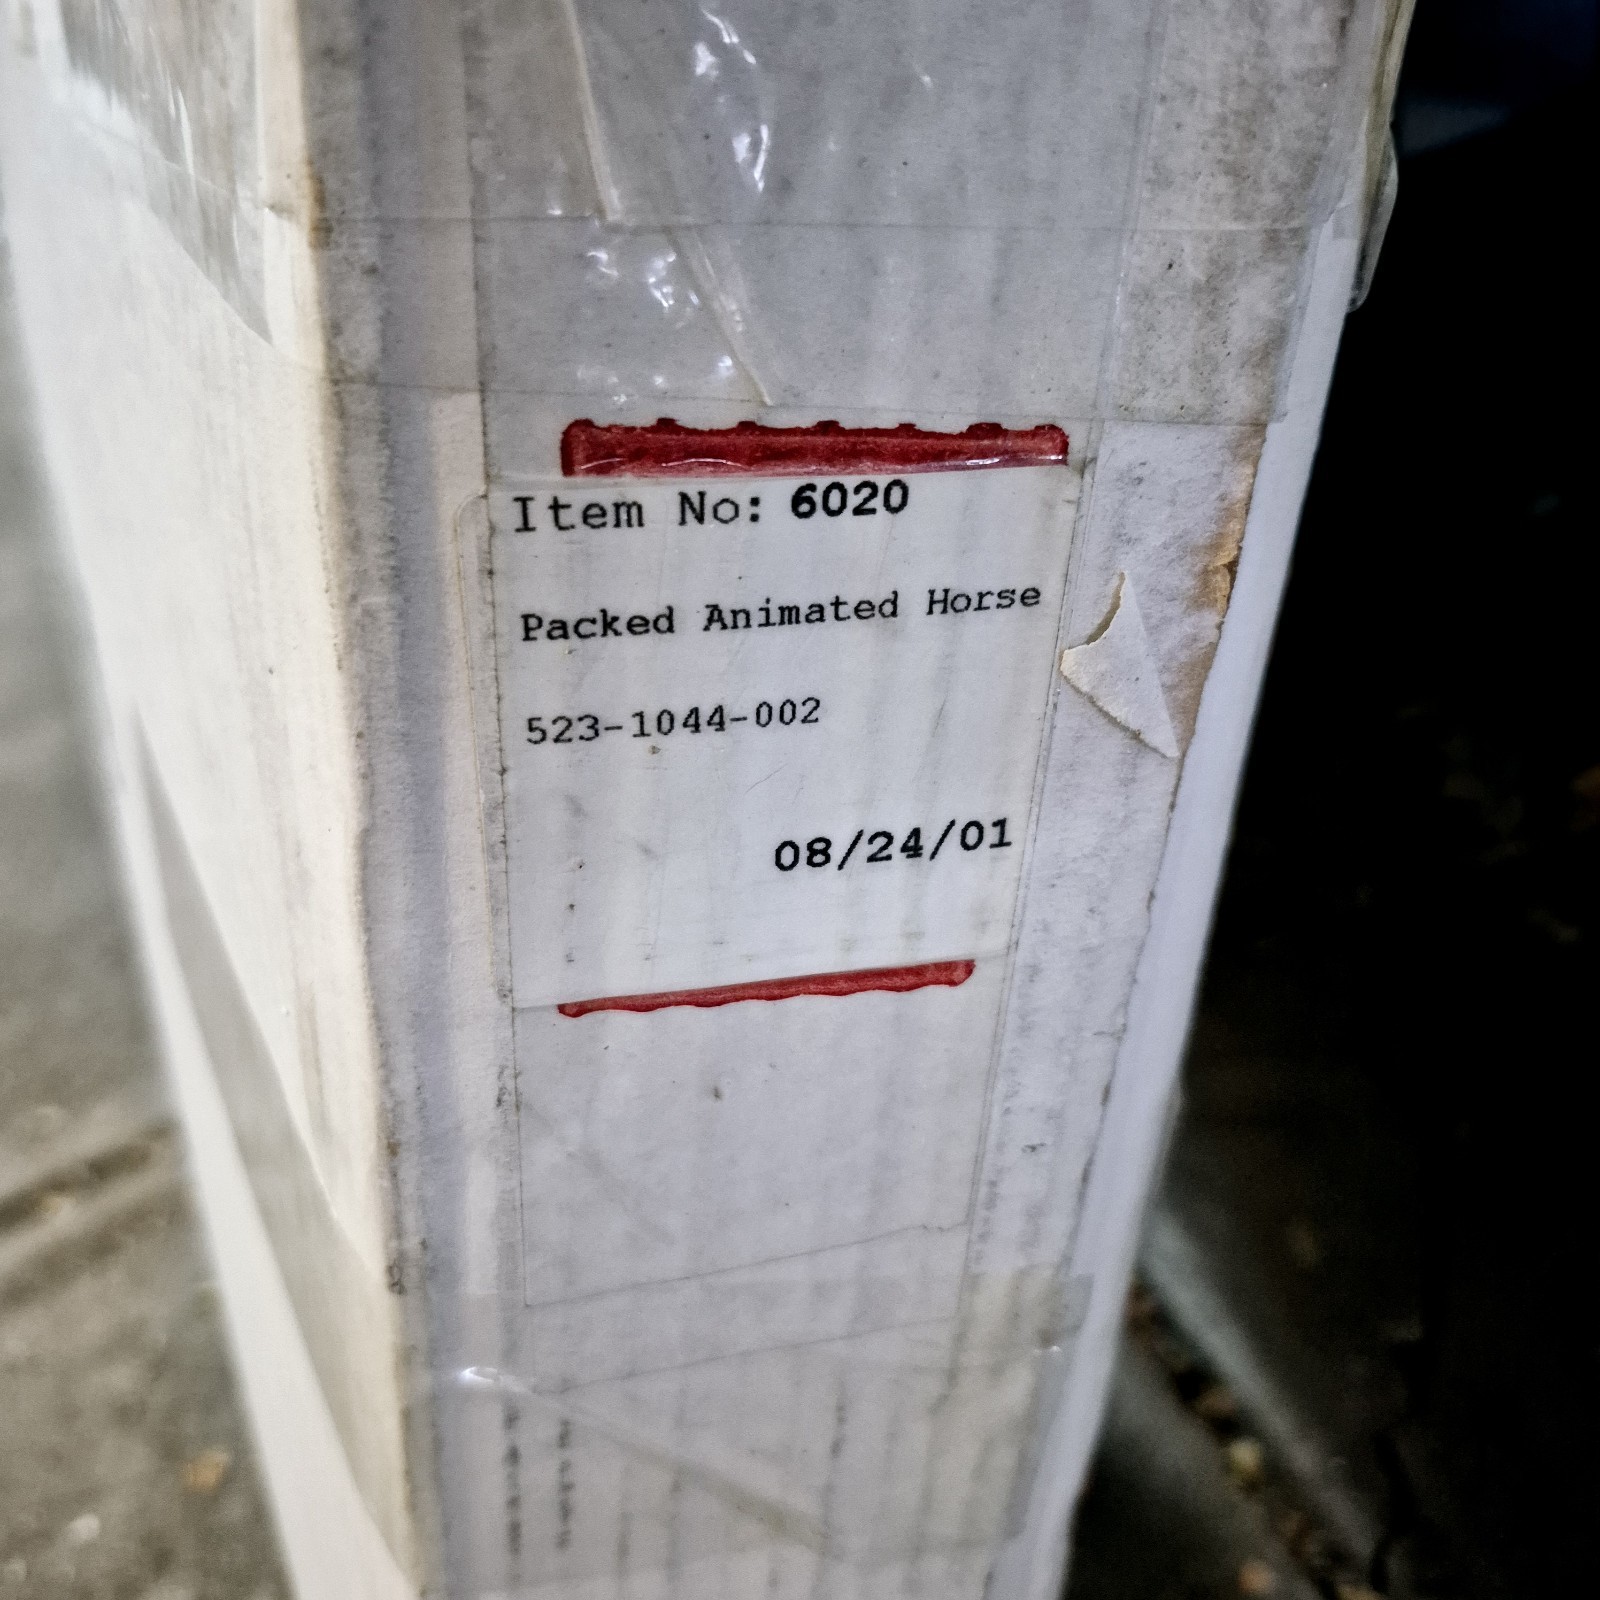 Item No: 6020
Packed Animated Horse
523-1044-002
08/24/01